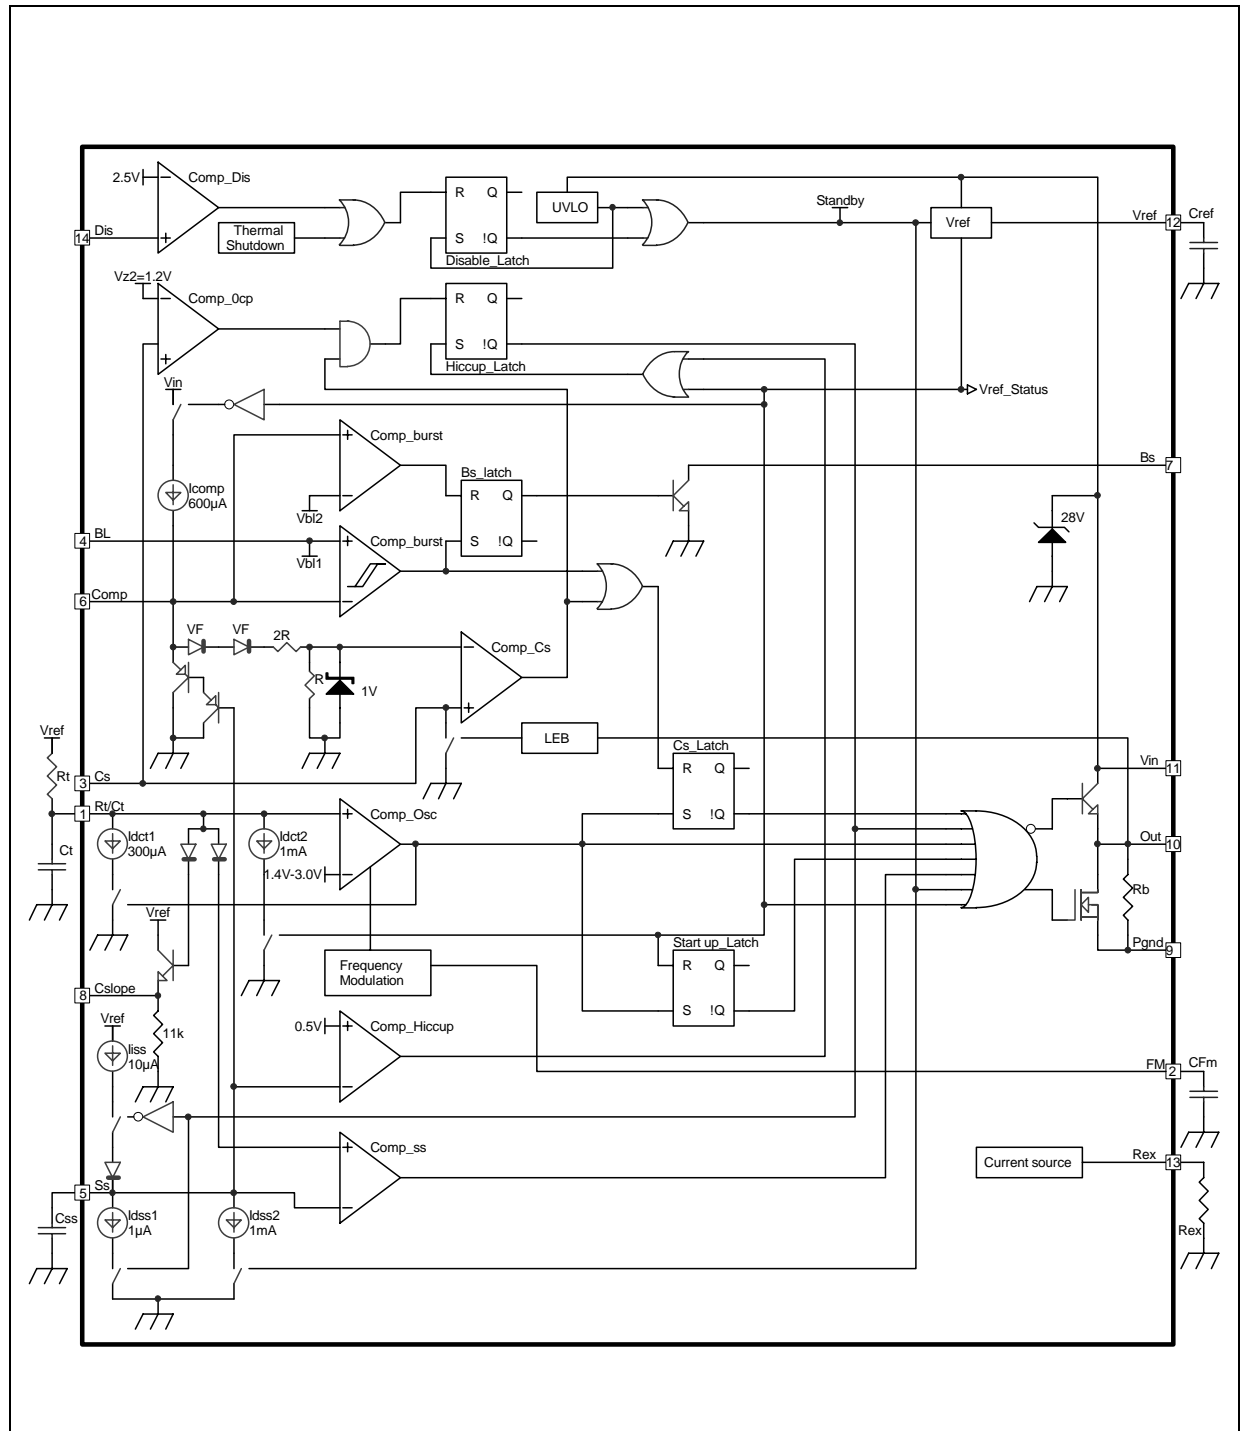 2.5V
Comp_Dis
14 Dis
Thermal
Shutdown
R Q
S !Q
Disable_Latch
UVLO
Standby
Vref
Vref 12 Cref
Vz2=1.2V
Comp_0cp
R Q
S !Q
Hiccup_Latch
Vin
Vref_Status
Icomp
600µA
Comp_burst
Vbl2
Bs_latch
R Q
S !Q
Bs 7
4 BL
Vbl1
Comp_burst
28V
6 Comp
VF VF 2R
R
1V
Comp_Cs
LEB
Vref
Rt
3 Cs
1 Rt/Ct
Ct
Idct1
300µA
Idct2
1mA
Comp_Osc
1.4V-3.0V
Cs_Latch
R Q
S !Q
Vin 11
Out 10
Rb
Pgnd 9
Vref
8 Cslope
11k
Frequency
Modulation
Start up_Latch
R Q
S !Q
Vref
Iiss
10µA
0.5V
Comp_Hiccup
FM 2 CFm
Comp_ss
Current source
Rex 13
Rex
5 Ss
Css
Idss1
1µA
Idss2
1mA